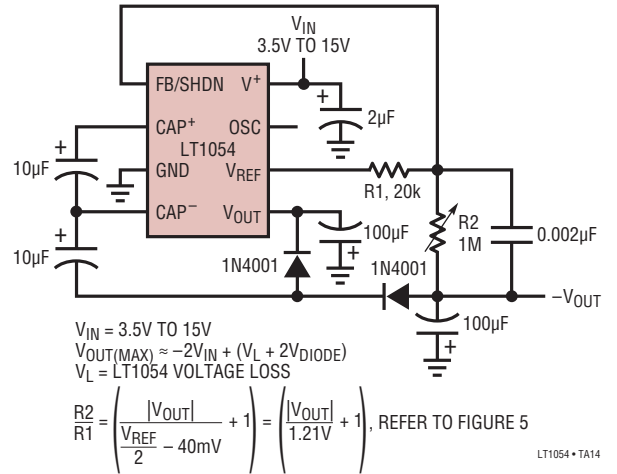 V_IN
3.5V TO 15V
FB/SHDN V⁺
2µF
CAP⁺ OSC
LT1054
10µF
GND V_REF
R1, 20k
CAP⁻ V_OUT
R2
1M
0.002µF
100µF
10µF
1N4001
1N4001
–V_OUT
100µF
V_IN = 3.5V TO 15V
V_OUT(MAX) ≈ –2V_IN + (V_L + 2V_DIODE)
V_L = LT1054 VOLTAGE LOSS
R2/R1 = (|V_OUT| / (V_REF/2 – 40mV) + 1) = (|V_OUT|/1.21V + 1), REFER TO FIGURE 5
LT1054 • TA14